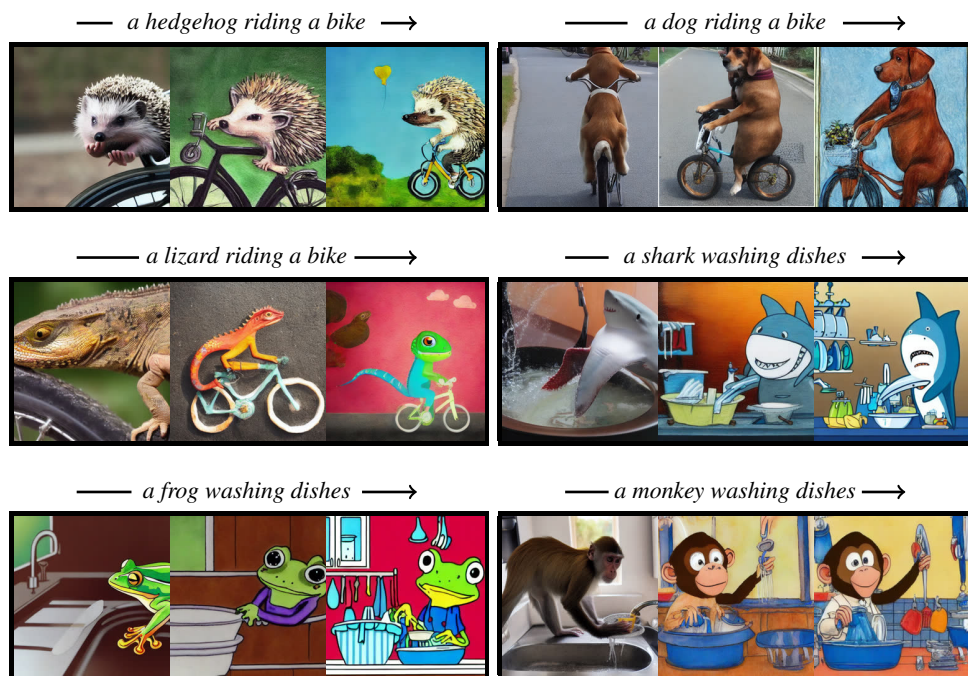 a hedgehog riding a bike
a dog riding a bike
a lizard riding a bike
a shark washing dishes
a frog washing dishes
a monkey washing dishes